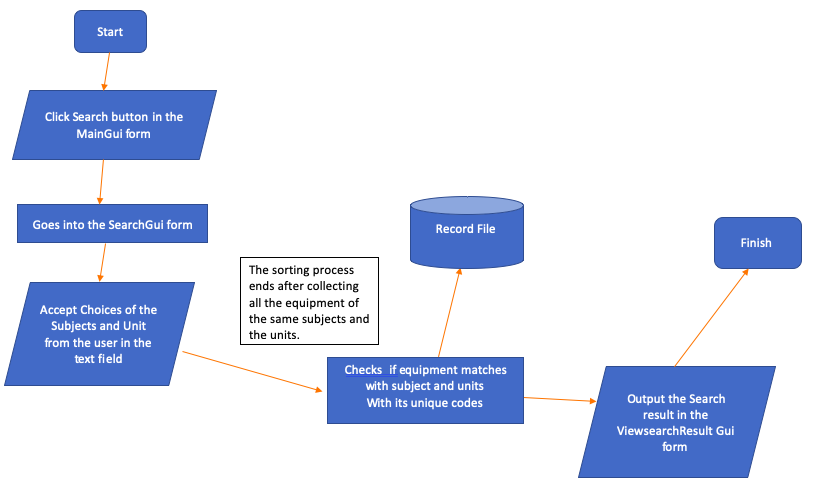 Start
Click Search button in the
MainGui form
Goes into the SearchGui form
Accept Choices of the
Subjects and Unit
from the user in the
text field
The sorting process
ends after collecting
all the equipment of
the same subjects and
the units.
Record File
Checks  if equipment matches
with subject and units
With its unique codes
Output the Search
result in the
ViewsearchResult Gui
form
Finish